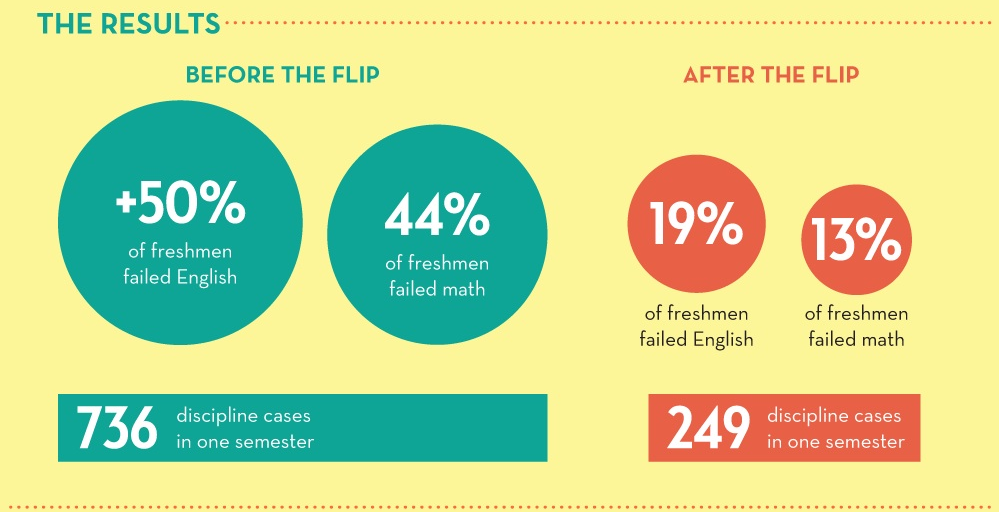 THE RESULTS
BEFORE THE FLIP
+50%
of freshmen
failed English
44%
of freshmen
failed math
736
discipline cases
in one semester
AFTER THE FLIP
19%
of freshmen
failed English
13%
of freshmen
failed math
249
discipline cases
in one semester